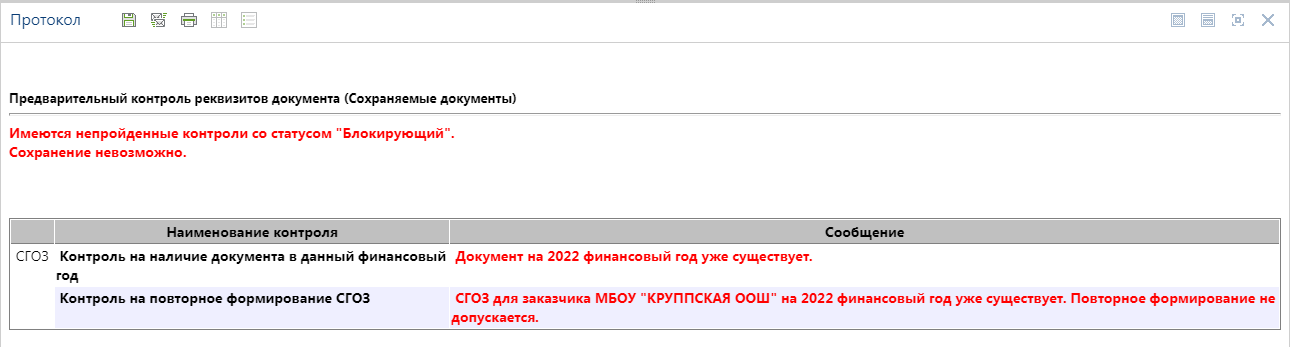 Протокол
Предварительный контроль реквизитов документа (Сохраняемые документы)
Имеются непройденные контроли со статусом "Блокирующий".
Сохранение невозможно.
Наименование контроля
Сообщение
СГОЗ
Контроль на наличие документа в данный финансовый
год
Документ на 2022 финансовый год уже существует.
Контроль на повторное формирование СГОЗ
СГОЗ для заказчика МБОУ "КРУППСКАЯ ООШ" на 2022 финансовый год уже существует. Повторное формирование не
допускается.